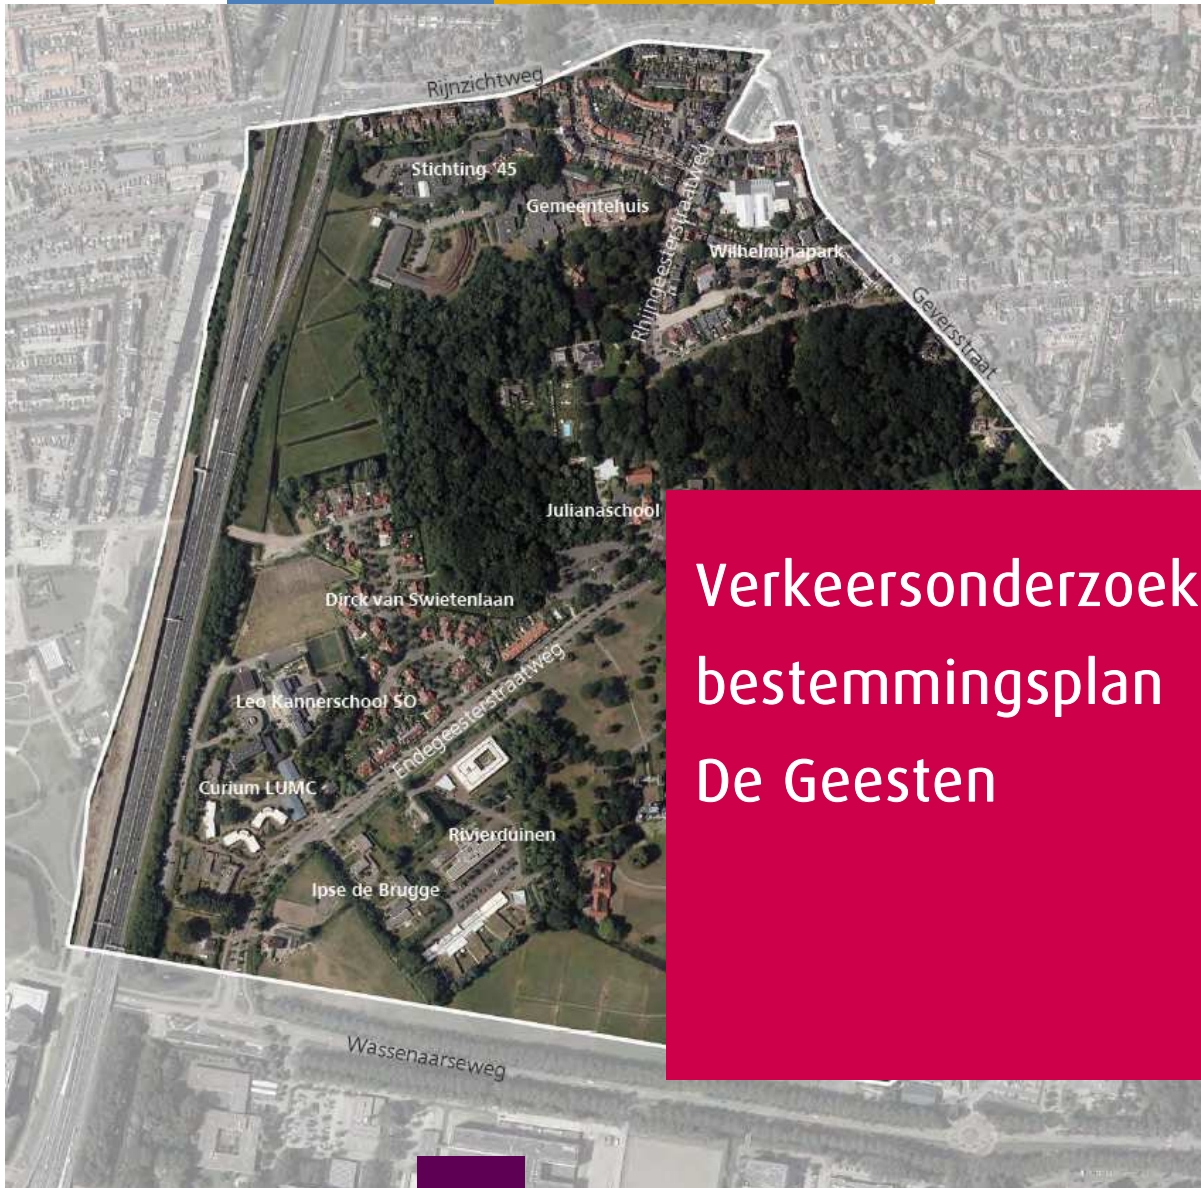 Rijnzichtweg
Stichting '45
Gemeentehuis
Rhijngeesterstraatweg
Wilhelminapark
Geversstraat
Julianaschool
Verkeersonderzoek
bestemmingsplan
De Geesten
Dirck van Swietenlaan
Leo Kannerschool SO
Endegeesterstraatweg
Curium LUMC
Rivierduinen
Ipse de Brugge
Wassenaarseweg